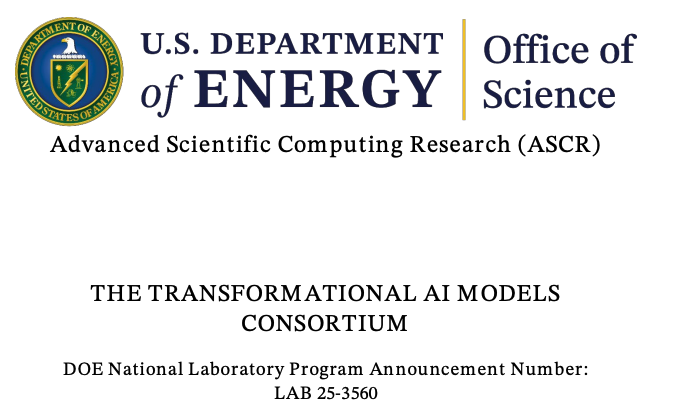 DEPARTMENT OF ENERGY
UNITED STATES OF AMERICA
U.S. DEPARTMENT
of ENERGY
Office of
Science
Advanced Scientific Computing Research (ASCR)
THE TRANSFORMATIONAL AI MODELS
CONSORTIUM
DOE National Laboratory Program Announcement Number:
LAB 25-3560